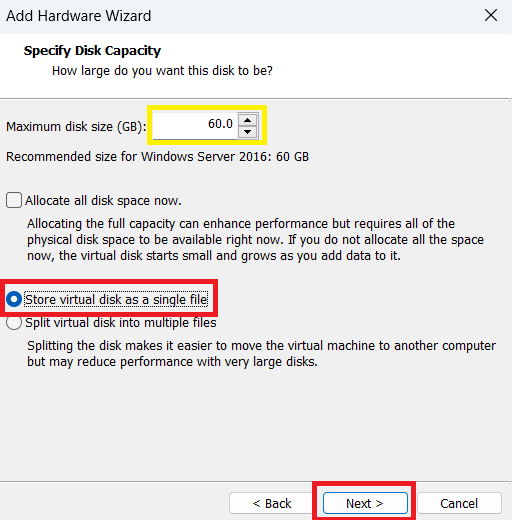 Add Hardware Wizard
Specify Disk Capacity
How large do you want this disk to be?
Maximum disk size (GB): 60.0
Recommended size for Windows Server 2016: 60 GB
Allocate all disk space now.
Allocating the full capacity can enhance performance but requires all of the
physical disk space to be available right now. If you do not allocate all the space
now, the virtual disk starts small and grows as you add data to it.
Store virtual disk as a single file
Split virtual disk into multiple files
Splitting the disk makes it easier to move the virtual machine to another computer
but may reduce performance with very large disks.
< Back Next > Cancel